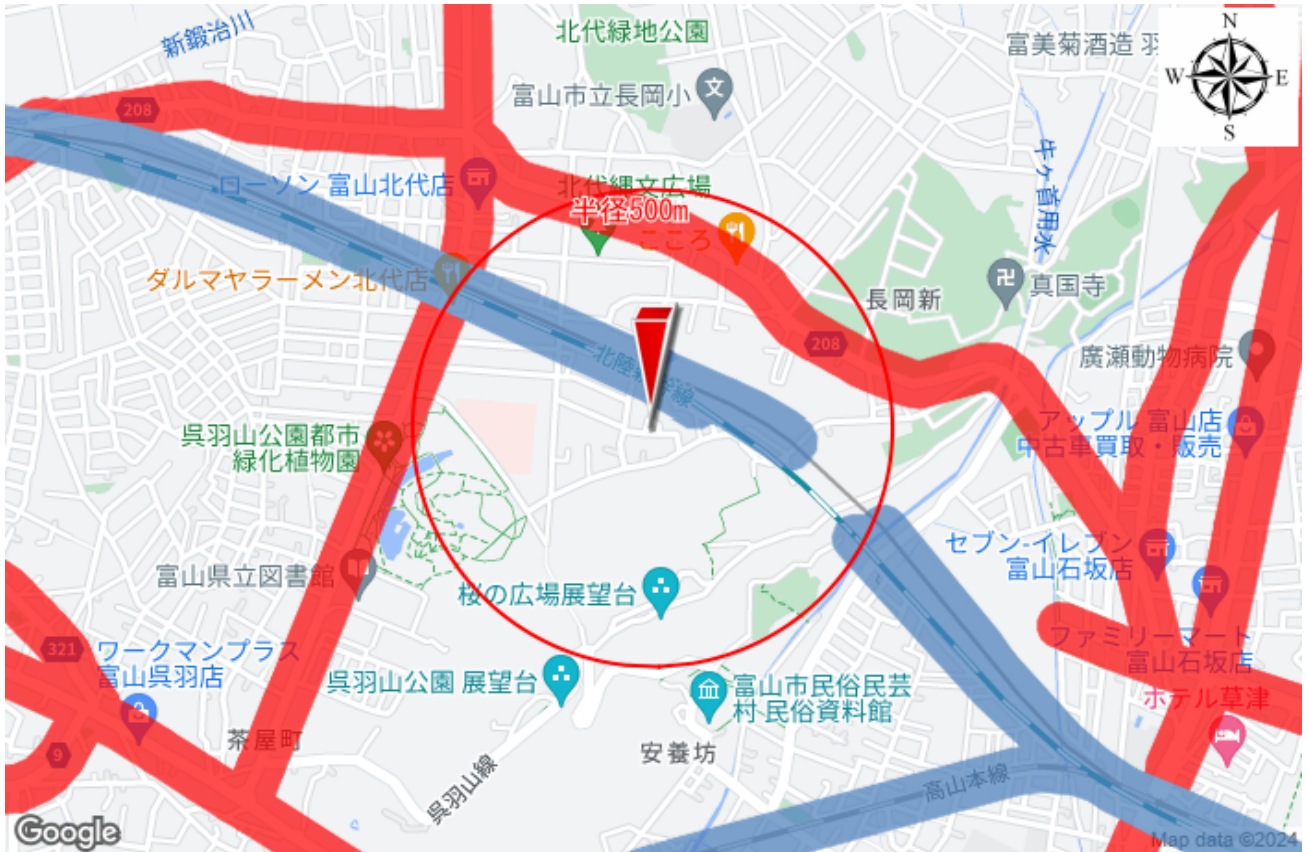 新鍛治川
北代緑地公園
富美菊酒造 羽
N
W
E
S
富山市立長岡小
文
208
牛ケ首用水
ローソン 富山北代店
北代縄文広場
半径500m
こころ
ダルマヤラーメン北代店
長岡新
卍
真国寺
208
廣瀬動物病院
北陸新幹線
呉羽山公園都市
緑化植物園
アップル 富山店
中古車買取・販売
セブン-イレブン
富山石坂店
富山県立図書館
桜の広場展望台
ファミリーマート
富山石坂店
321
ワークマンプラス
富山呉羽店
呉羽山公園 展望台
富山市民俗民芸
村 民俗資料館
ホテル草津
茶屋町
9
安養坊
呉羽山線
高山本線
Google
Map data ©2024